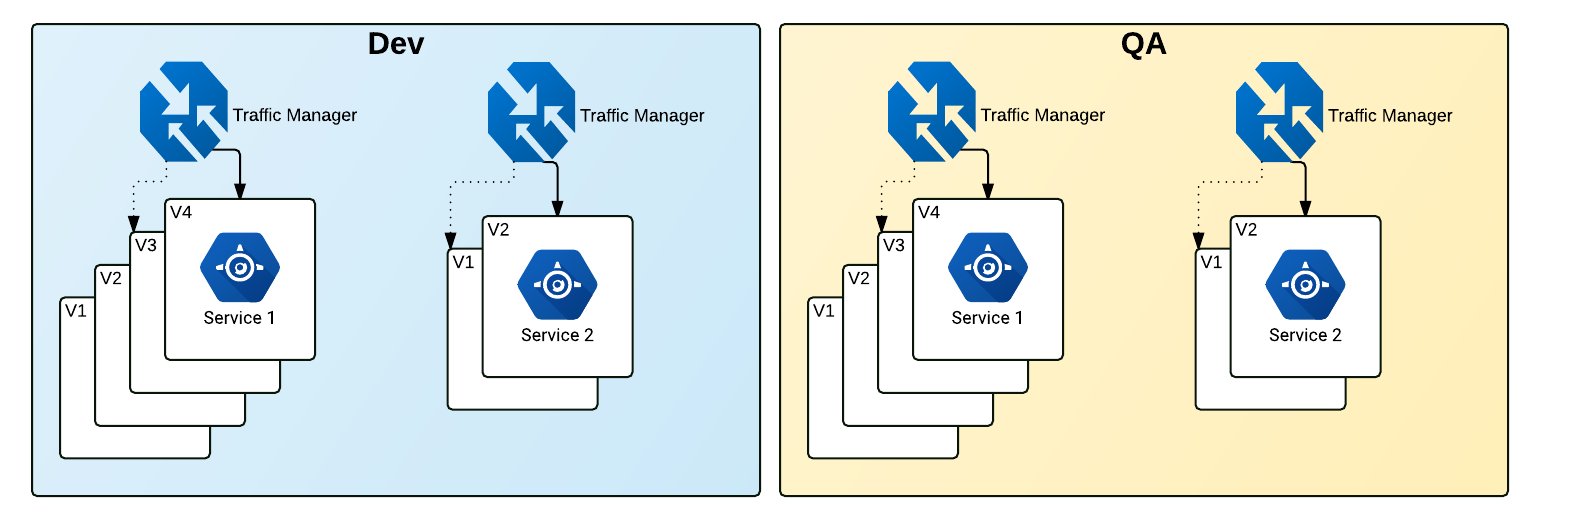 Dev
Traffic Manager
Traffic Manager
V4
V3
V2
V1
Service 1
V2
V1
Service 2
QA
Traffic Manager
Traffic Manager
V4
V3
V2
V1
Service 1
V2
V1
Service 2